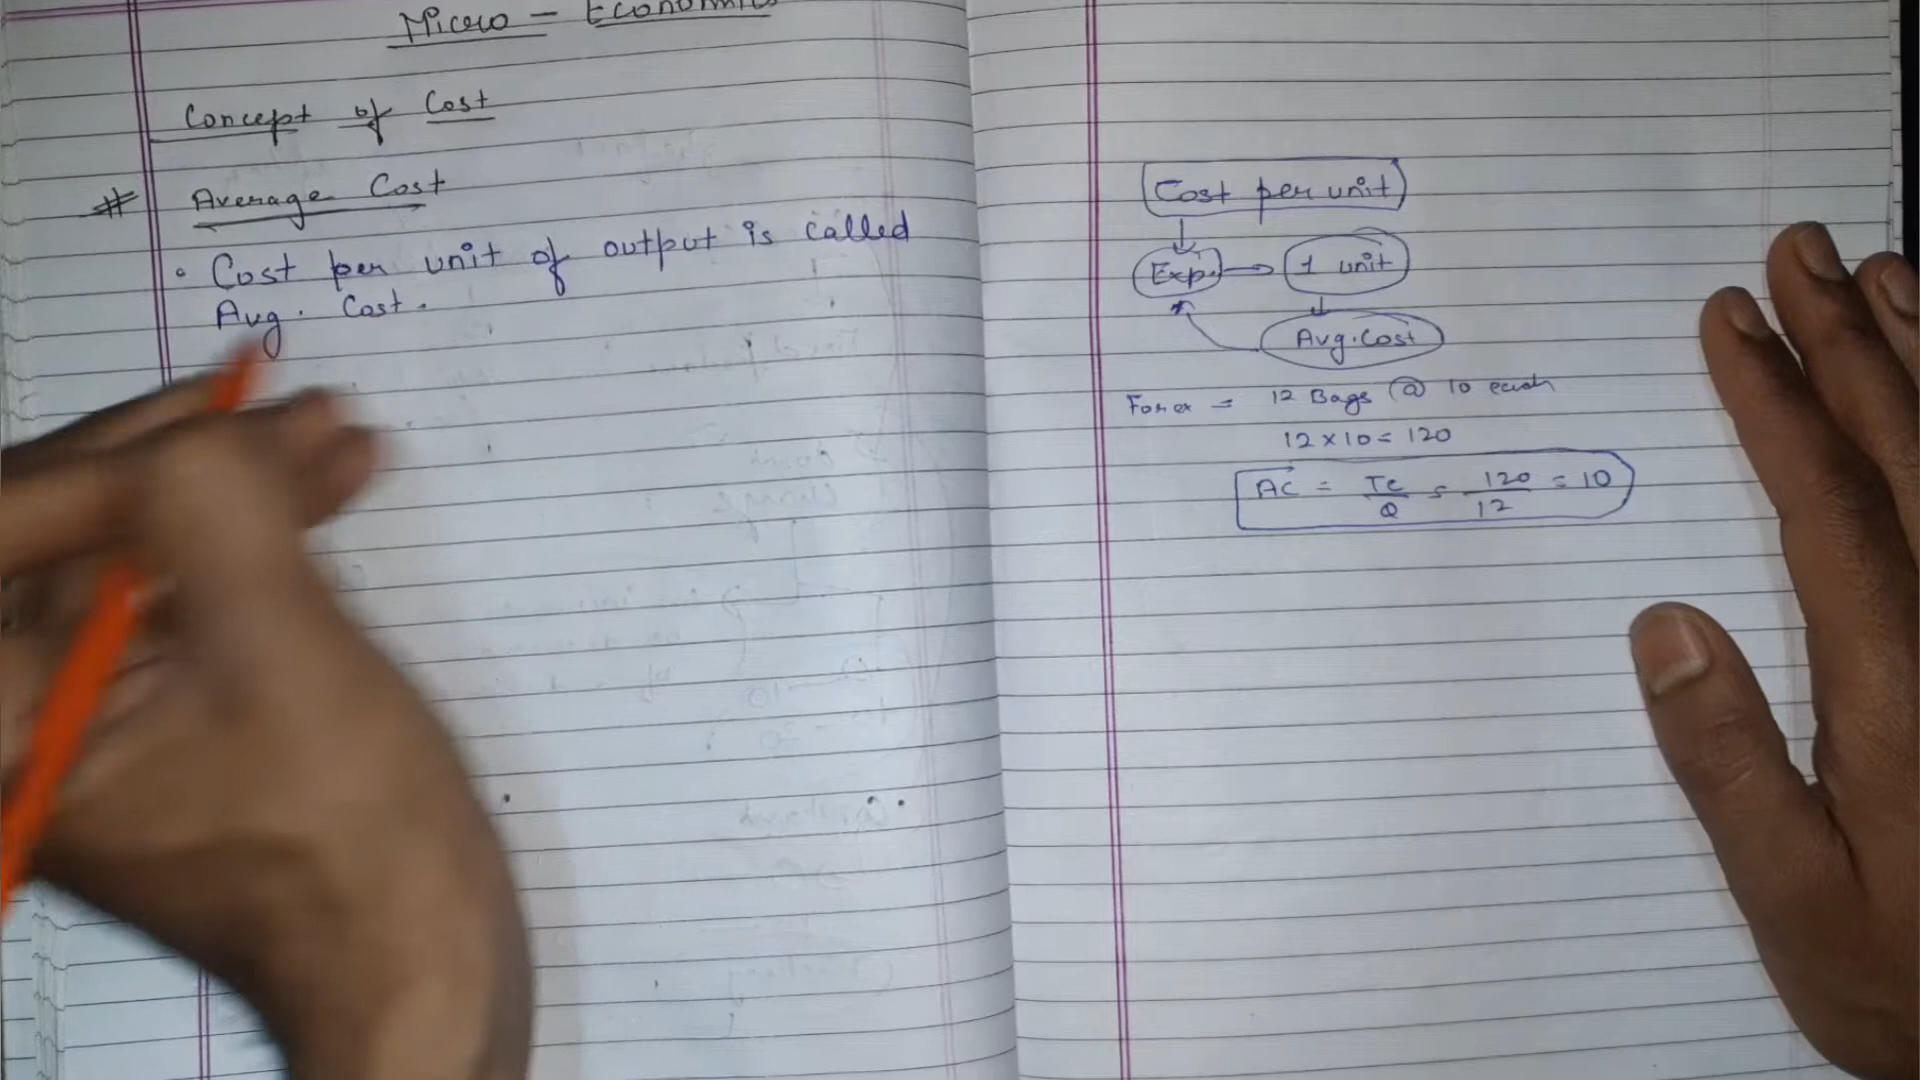 Micro - Economics
Concept of Cost
# Average Cost
• Cost per unit of output is called
Avg. Cost.
Cost per unit
Exp. → 1 unit
Avg. Cost
For ex = 12 Bags @ 10 each
12 × 10 = 120
AC = TC/Q = 120/12 = 10